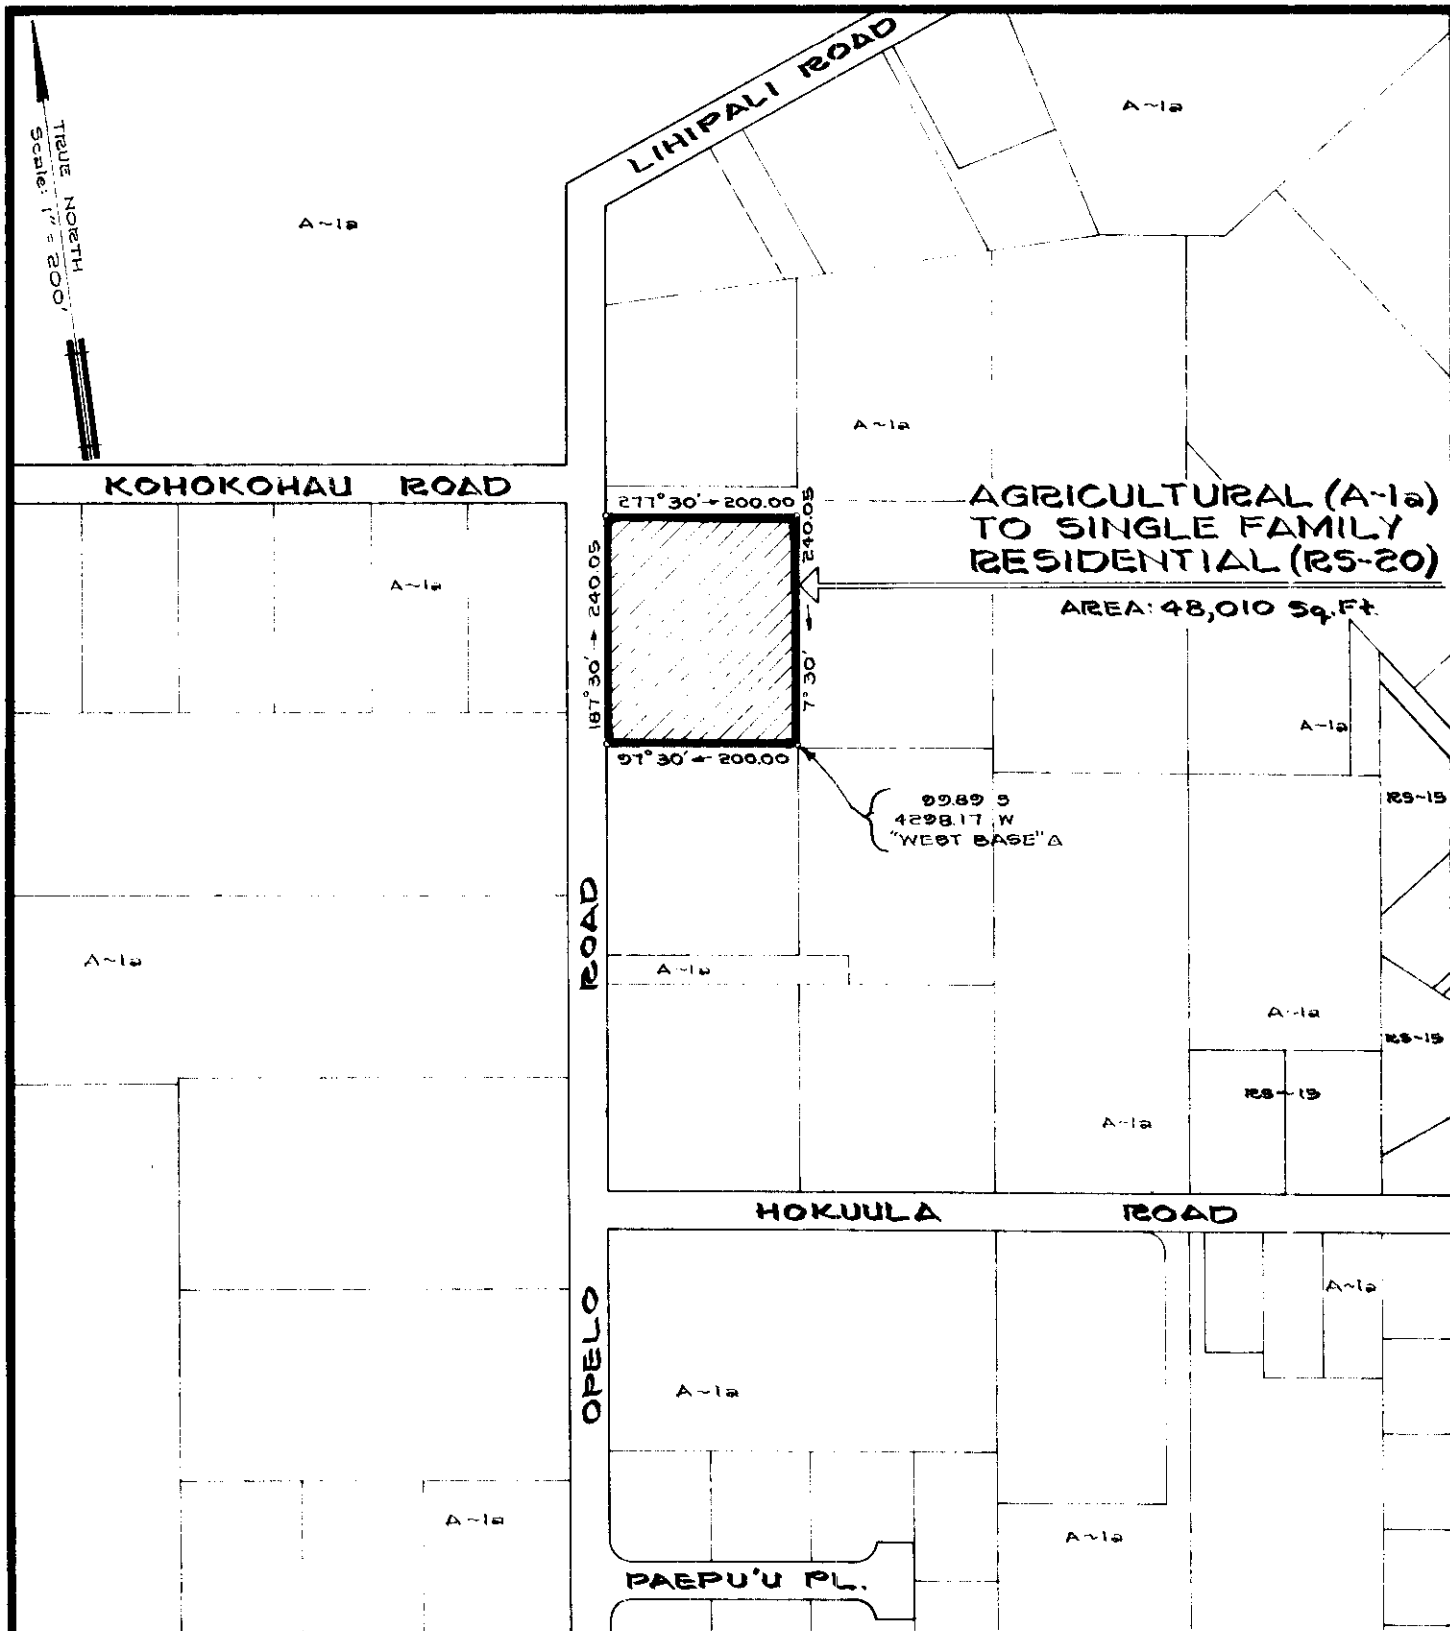 LIHIPALI ROAD
A~1a
TRUE NORTH
Scale: 1" = 200'
A~1a
A~1a
KOHOKOHAU ROAD
277°30' → 200.00
AGRICULTURAL (A~1a)
TO SINGLE FAMILY
RESIDENTIAL (RS-20)
187°30' → 240.05
7°30' → 240.05
A~1a
AREA: 48,010 Sq.Ft.
97°30' ← 200.00
A~1a
99.89 S
4298.17 W
"WEST BASE" Δ
RS~15
ROAD
A~1a
A~1a
A~1a
RS~15
RS~15
A~1a
HOKUULA ROAD
A~1a
OPELO
A~1a
A~1a
A~1a
PAEPU'U PL.